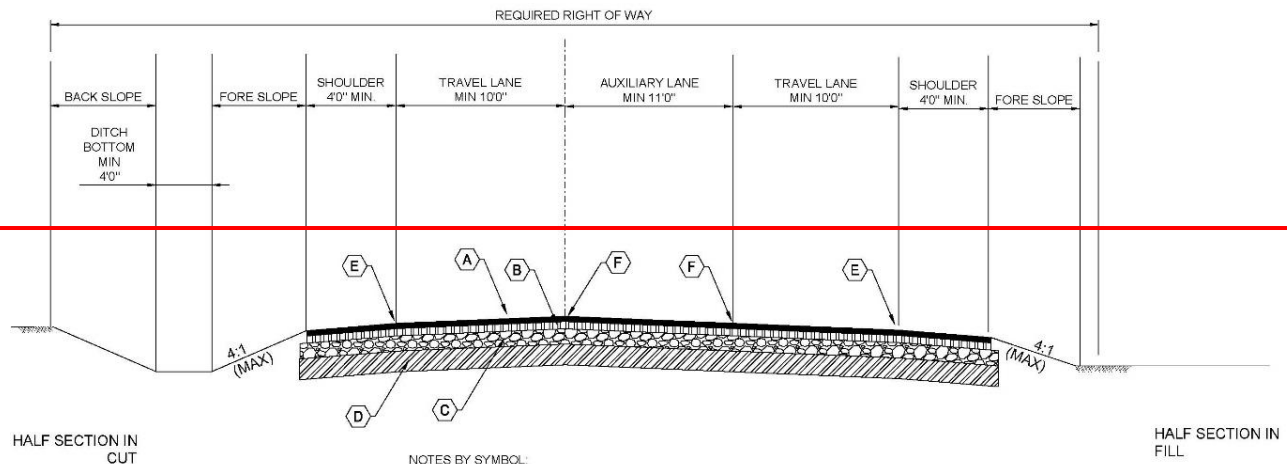 REQUIRED RIGHT OF WAY
BACK SLOPE
FORE SLOPE
SHOULDER
4'0" MIN.
TRAVEL LANE
MIN 10'0"
AUXILIARY LANE
MIN 11'0"
TRAVEL LANE
MIN 10'0"
SHOULDER
4'0" MIN.
FORE SLOPE
DITCH
BOTTOM
MIN
4'0"
E
A
B
F
F
E
4:1
(MAX)
4:1
(MAX)
D
C
HALF SECTION IN
CUT
HALF SECTION IN
FILL
NOTES BY SYMBOL: